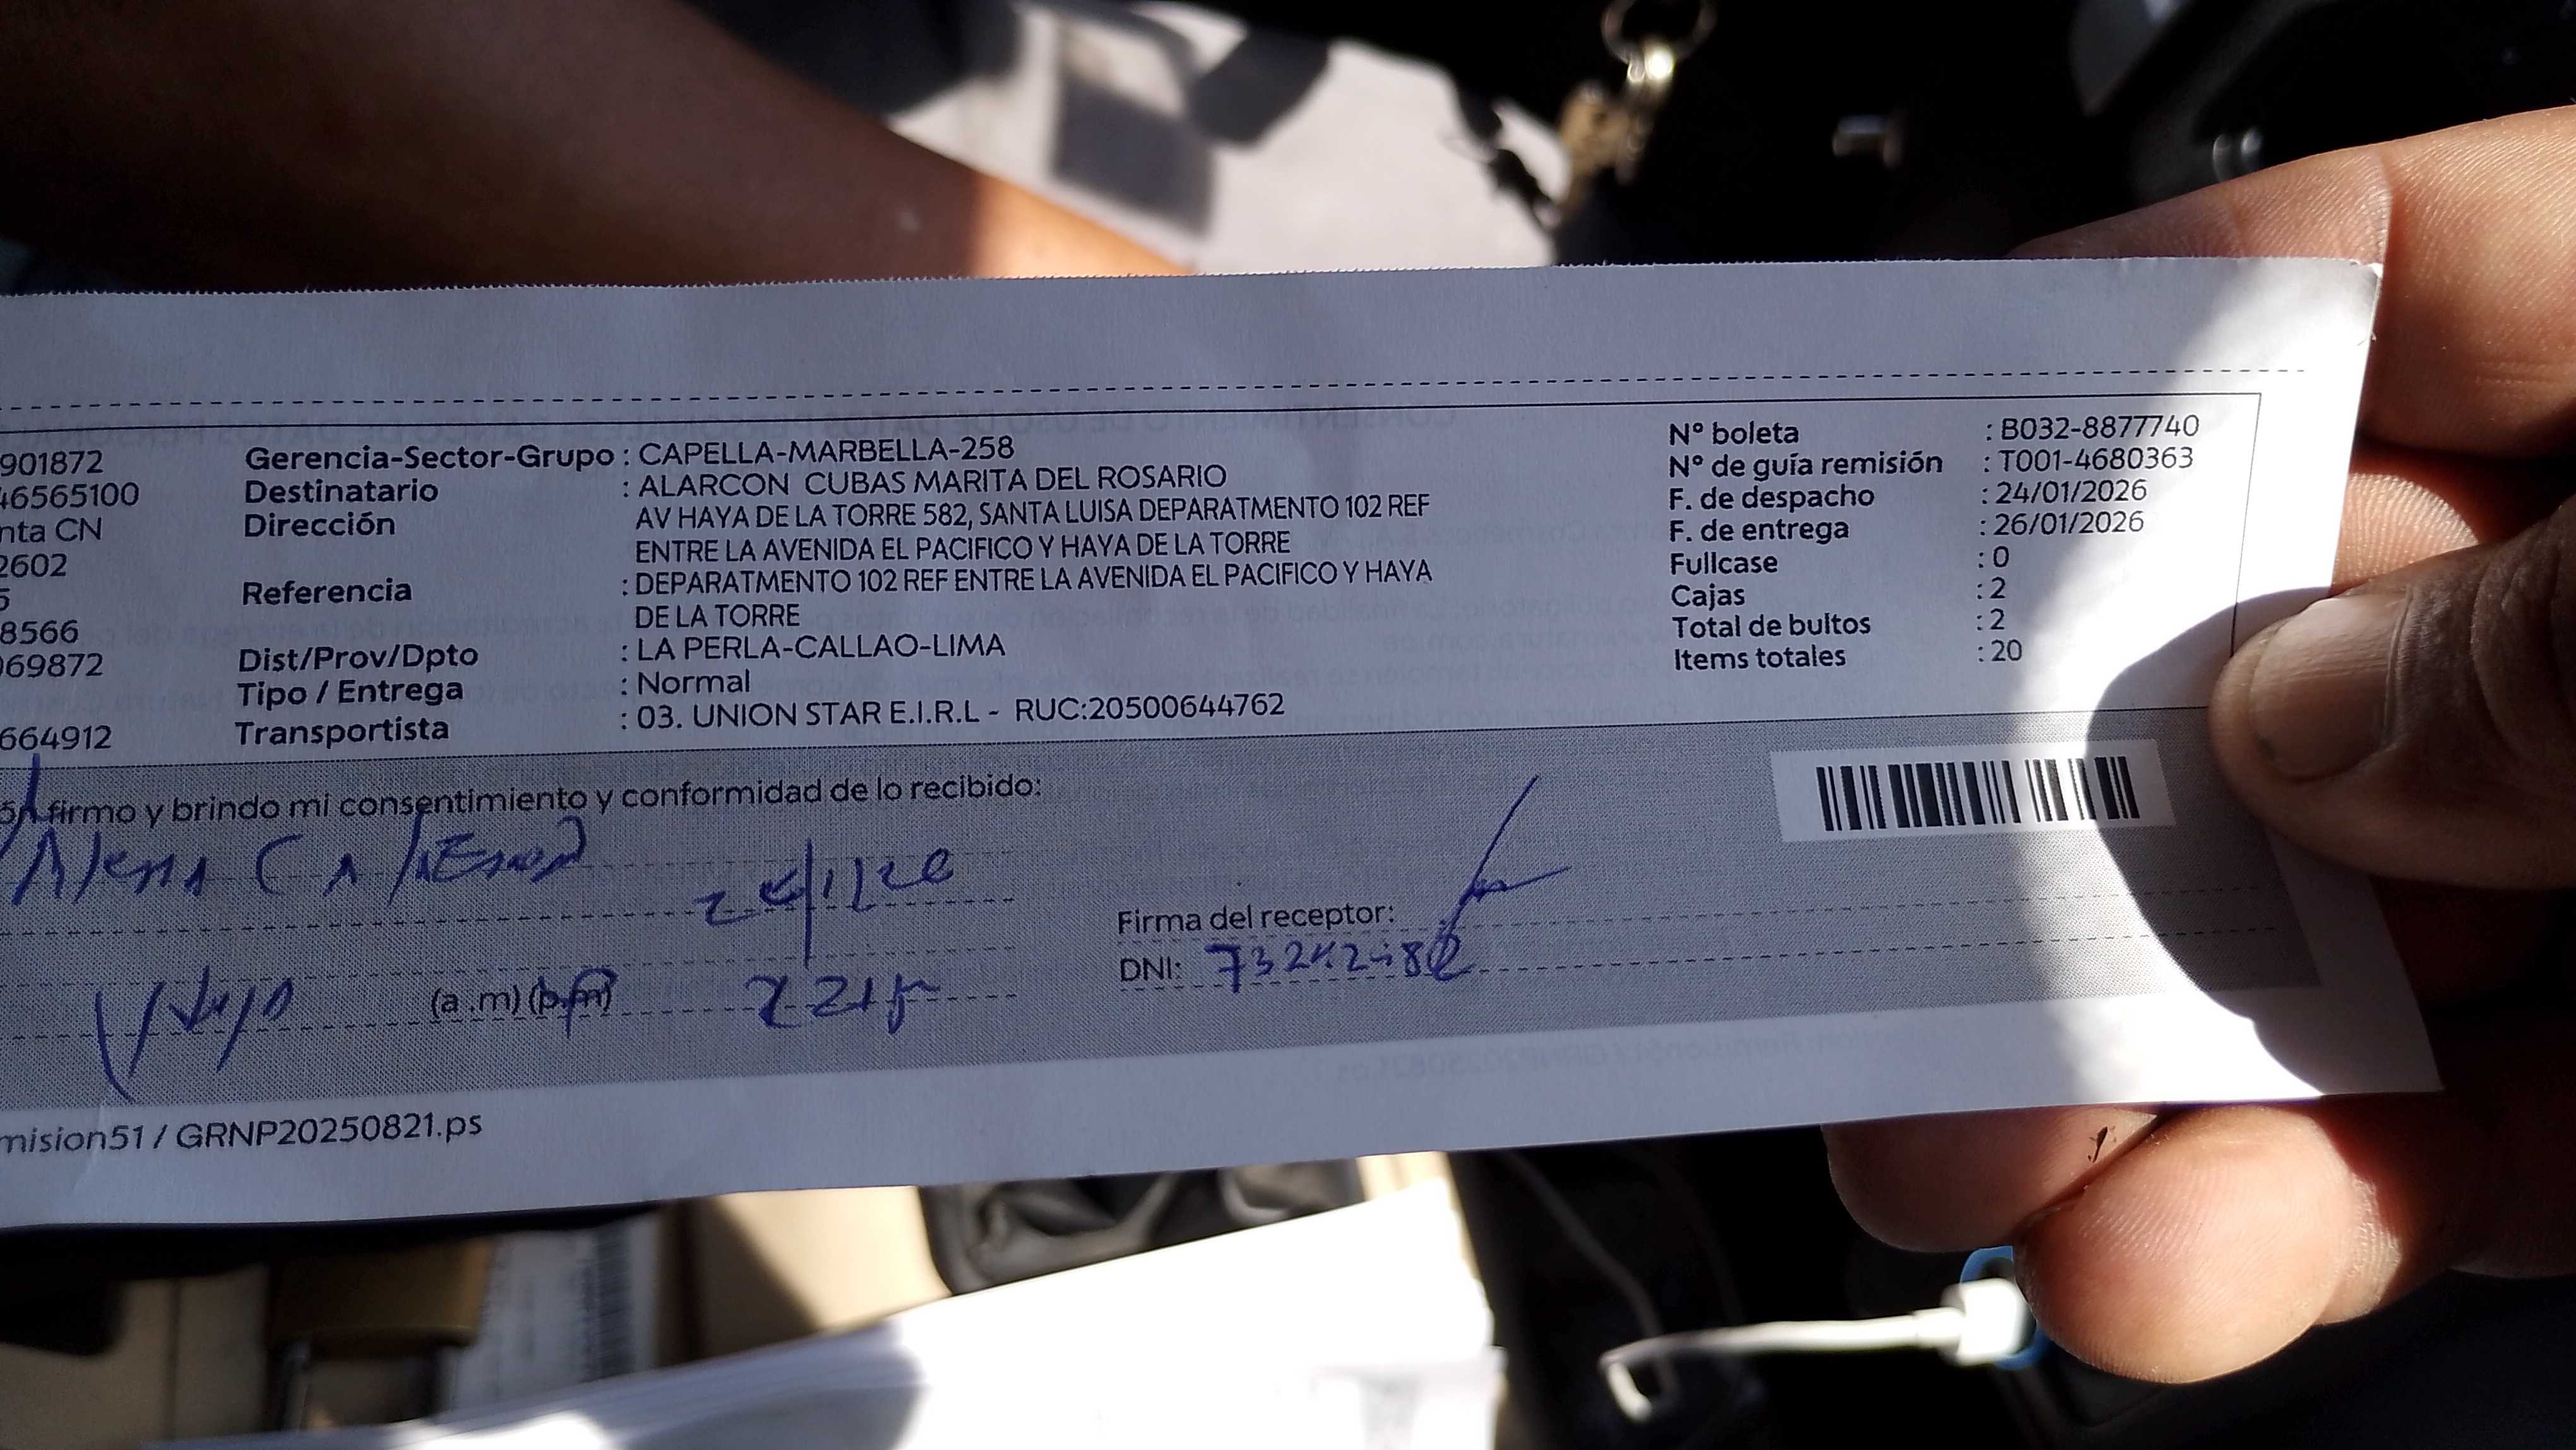 901872
46565100
nta CN
2602
5
8566
069872
664912
Gerencia-Sector-Grupo : CAPELLA-MARBELLA-258
Destinatario : ALARCON CUBAS MARITA DEL ROSARIO
Dirección AV HAYA DE LA TORRE 582, SANTA LUISA DEPARATMENTO 102 REF
ENTRE LA AVENIDA EL PACIFICO Y HAYA DE LA TORRE
Referencia : DEPARATMENTO 102 REF ENTRE LA AVENIDA EL PACIFICO Y HAYA
DE LA TORRE
Dist/Prov/Dpto : LA PERLA-CALLAO-LIMA
Tipo / Entrega : Normal
Transportista : 03. UNION STAR E.I.R.L - RUC:20500644762
N° boleta : B032-8877740
N° de guía remisión : T001-4680363
F. de despacho : 24/01/2026
F. de entrega : 26/01/2026
Fullcase : 0
Cajas : 2
Total de bultos : 2
Items totales : 20
firmo y brindo mi consentimiento y conformidad de lo recibido:
(a.m) (p.m)
Firma del receptor:
DNI:
mision51 / GRNP20250821.ps